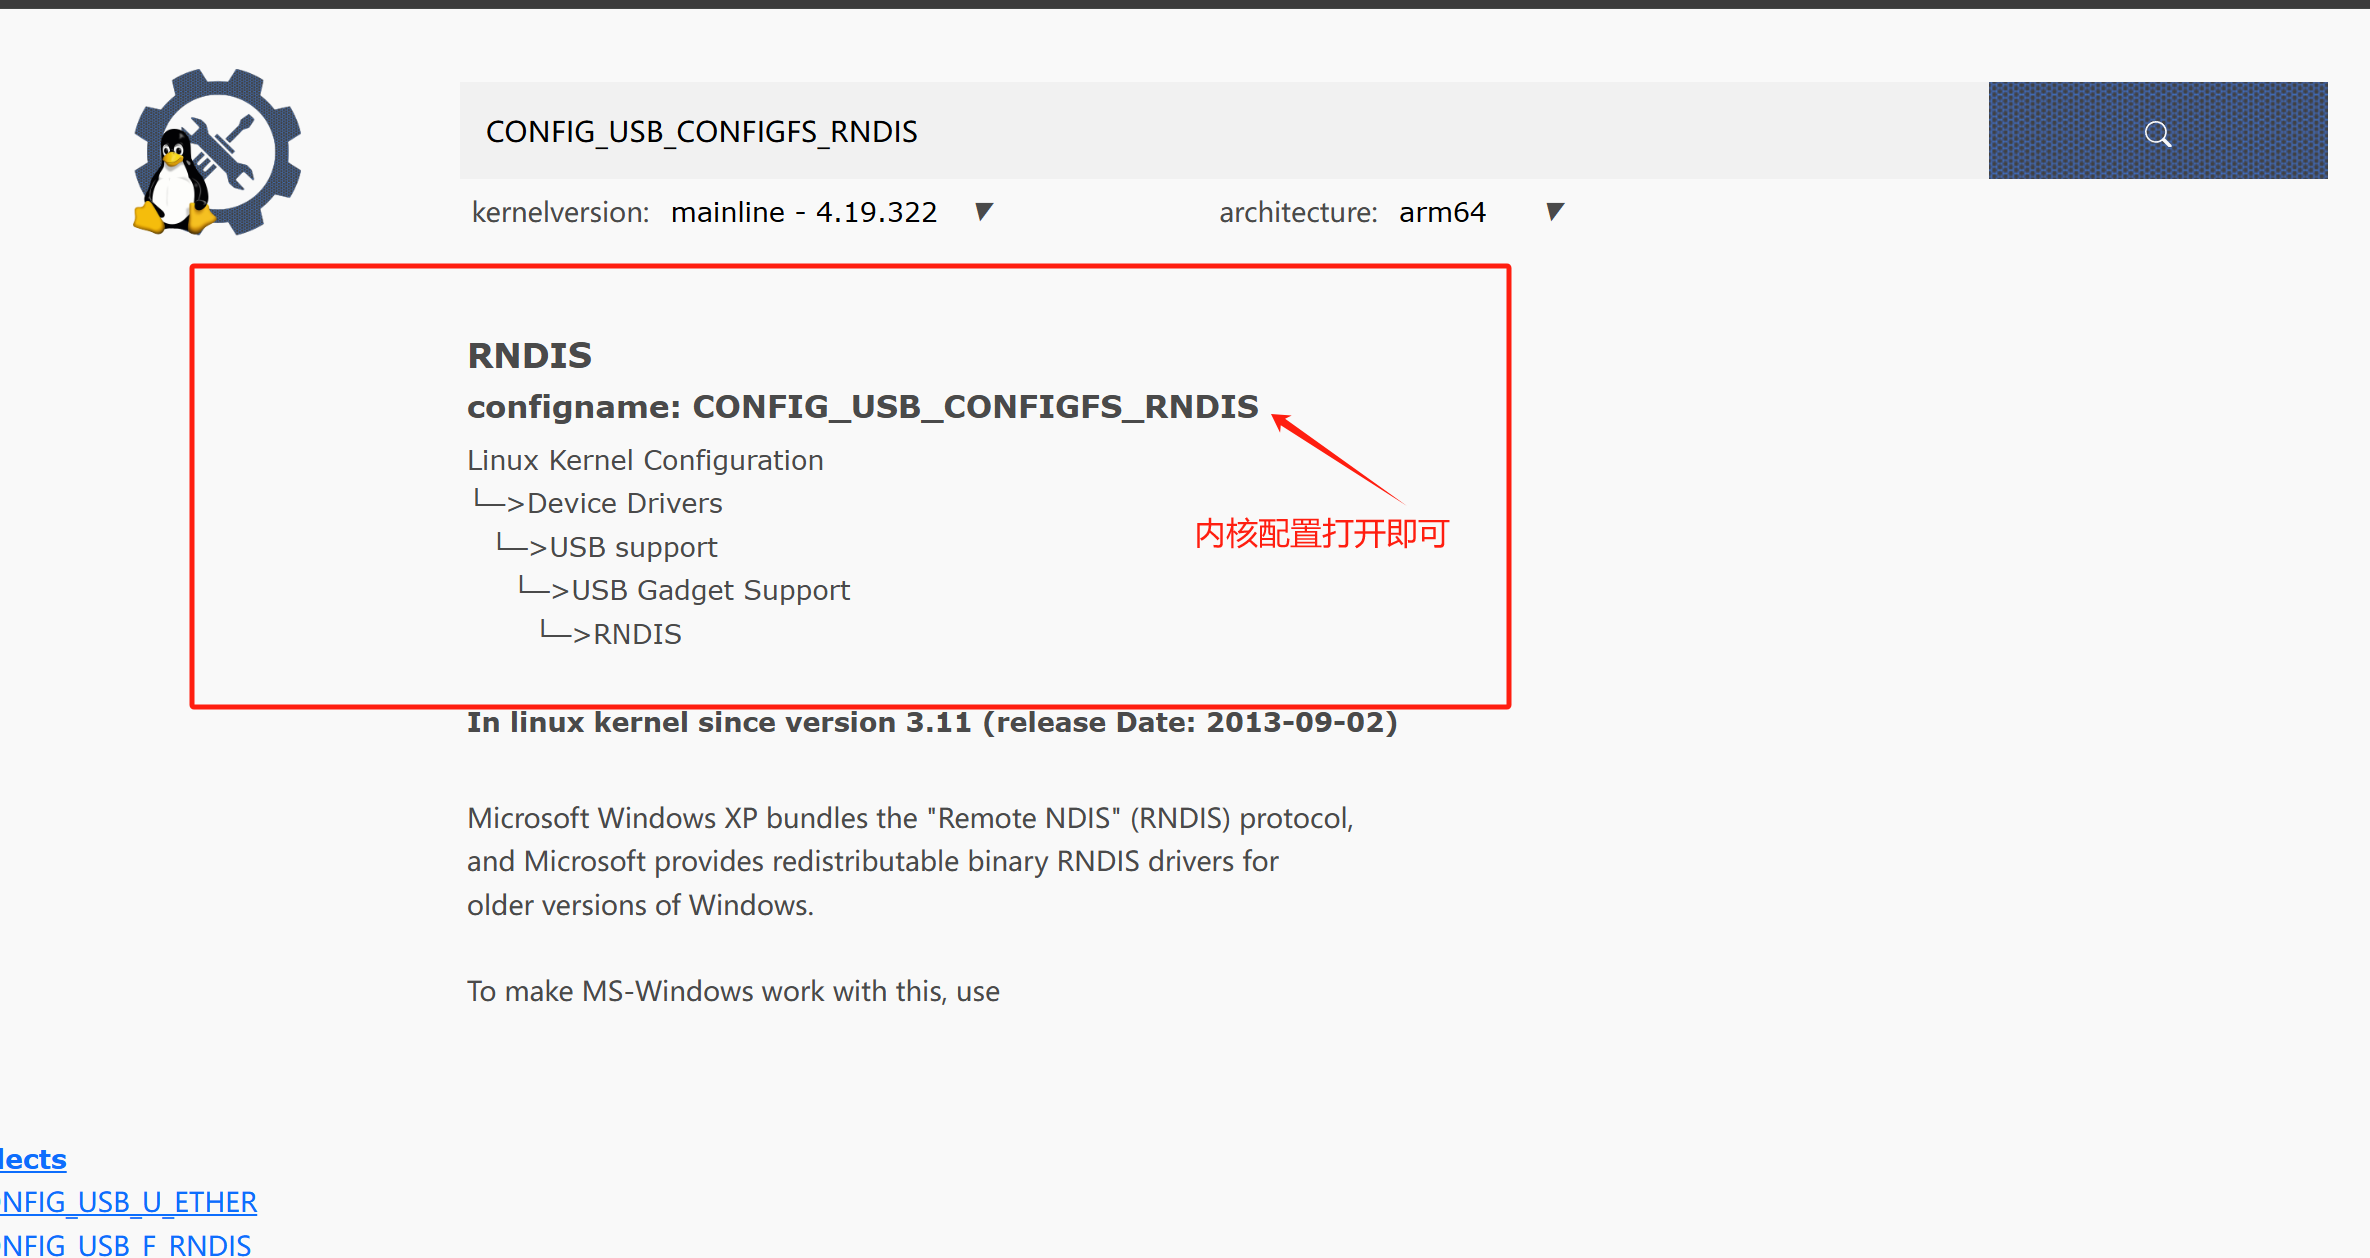 CONFIG_USB_CONFIGFS_RNDIS
kernelversion: mainline - 4.19.322 architecture: arm64
RNDIS
configname: CONFIG_USB_CONFIGFS_RNDIS
Linux Kernel Configuration
└─>Device Drivers
└─>USB support
内核配置打开即可
└─>USB Gadget Support
└─>RNDIS
In linux kernel since version 3.11 (release Date: 2013-09-02)
Microsoft Windows XP bundles the "Remote NDIS" (RNDIS) protocol,
and Microsoft provides redistributable binary RNDIS drivers for
older versions of Windows.
To make MS-Windows work with this, use
lects
NFIG_USB_U_ETHER
NFIG_USB_F_RNDIS